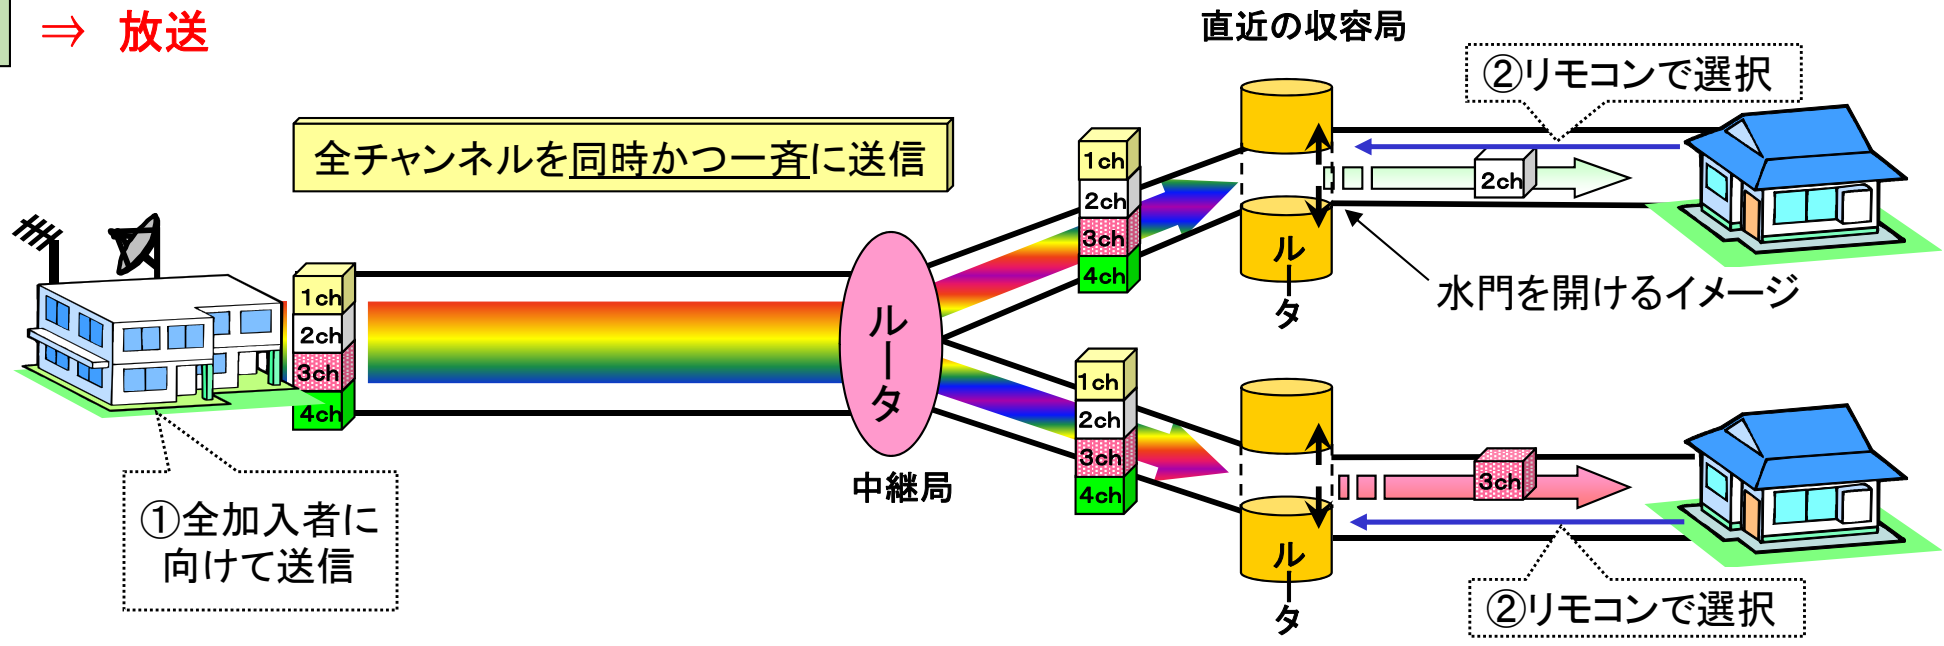 ⇒ 放送
直近の収容局
②リモコンで選択
全チャンネルを同時かつ一斉に送信
1ch
2ch
3ch
4ch
2ch
ルータ
水門を開けるイメージ
1ch
2ch
3ch
4ch
ルータ
中継局
1ch
2ch
3ch
4ch
3ch
ルータ
①全加入者に
向けて送信
②リモコンで選択